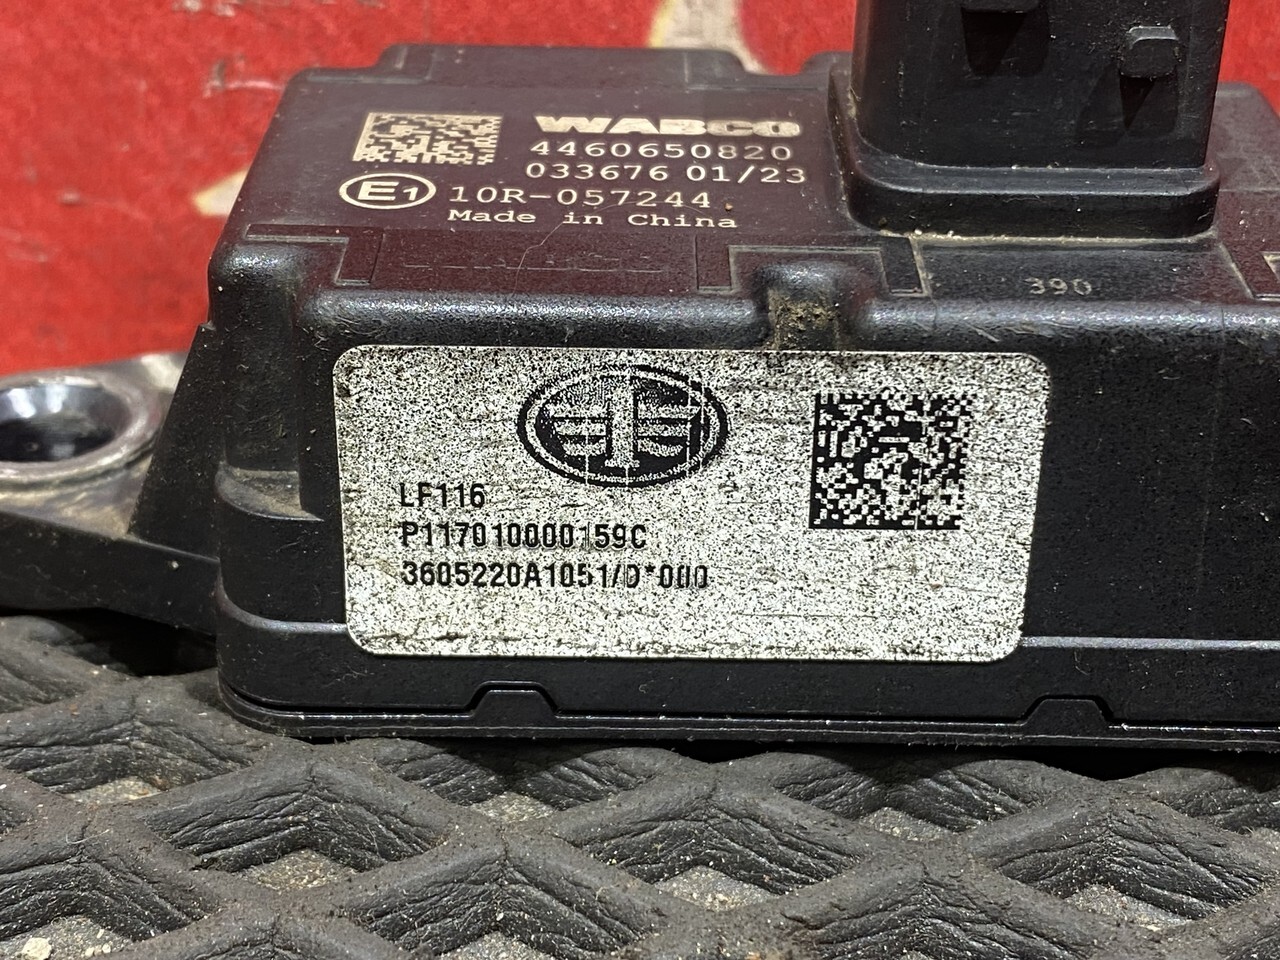 WABCO
4460650820
033676 01/23
E1 10R-057244
Made in China
390
LF116
P117010000159C
3605220A1051/D*000